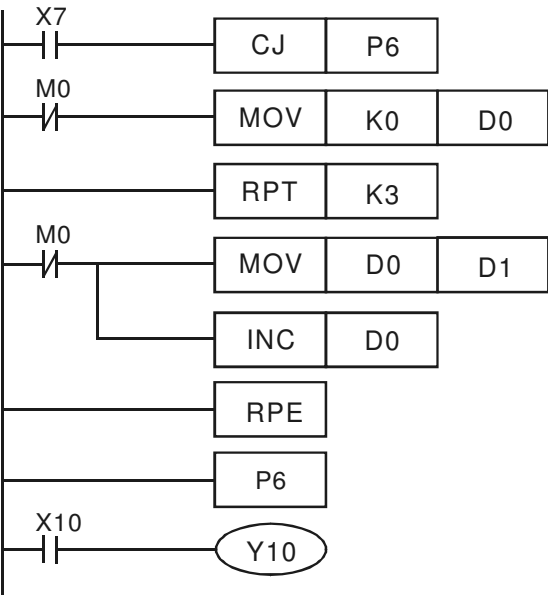 X7
CJ P6
M0
MOV K0 D0
RPT K3
M0
MOV D0 D1
INC D0
RPE
P6
X10
Y10